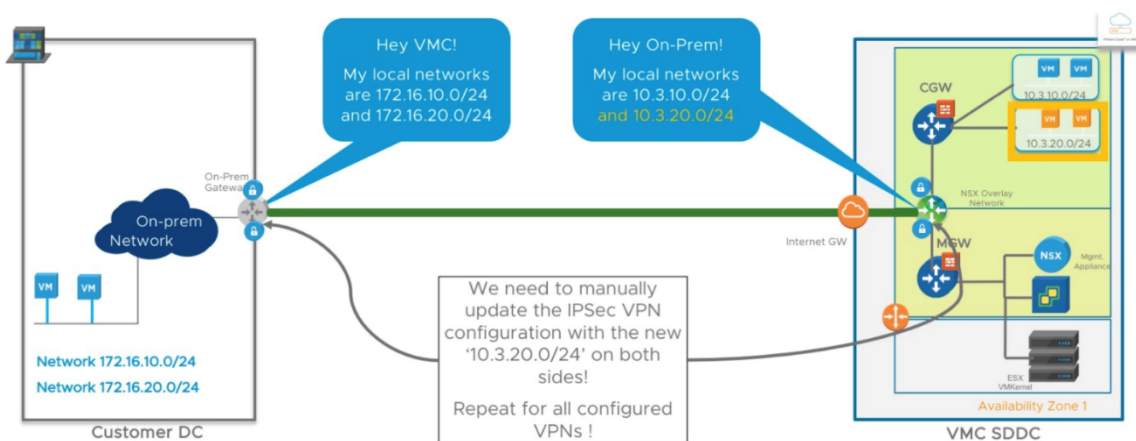 Hey VMC!
My local networks
are 172.16.10.0/24
and 172.16.20.0/24
Hey On-Prem!
My local networks
are 10.3.10.0/24
and 10.3.20.0/24
VM VM
10.3.10.0/24
CGW
VM VM
10.3.20.0/24
On-Prem
Gateway
On-prem
Network
NSX Overlay
Network
Internet GW
MGW
NSX
Mgmt.
Appliance
VM VM
We need to manually
update the IPSec VPN
configuration with the new
‘10.3.20.0/24’ on both
sides!
Repeat for all configured
VPNs !
Network 172.16.10.0/24
Network 172.16.20.0/24
ESX
VMKernel
Availability Zone 1
Customer DC
VMC SDDC